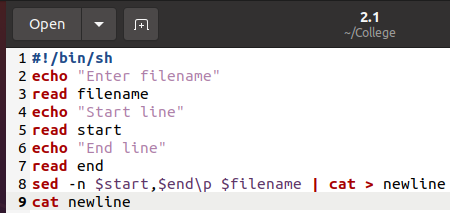 Open 2.1
~/College
1 #!/bin/sh
2 echo "Enter filename"
3 read filename
4 echo "Start line"
5 read start
6 echo "End line"
7 read end
8 sed -n $start,$end\p $filename | cat > newline
9 cat newline